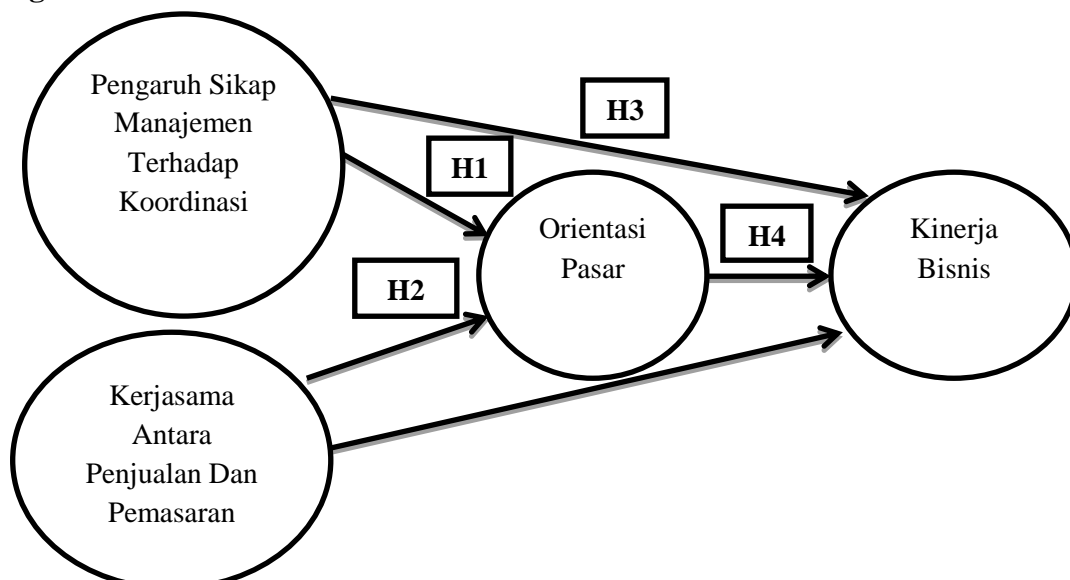 Pengaruh Sikap
Manajemen
Terhadap
Koordinasi
H3
H1
Orientasi
Pasar
H4
Kinerja
Bisnis
H2
Kerjasama
Antara
Penjualan Dan
Pemasaran